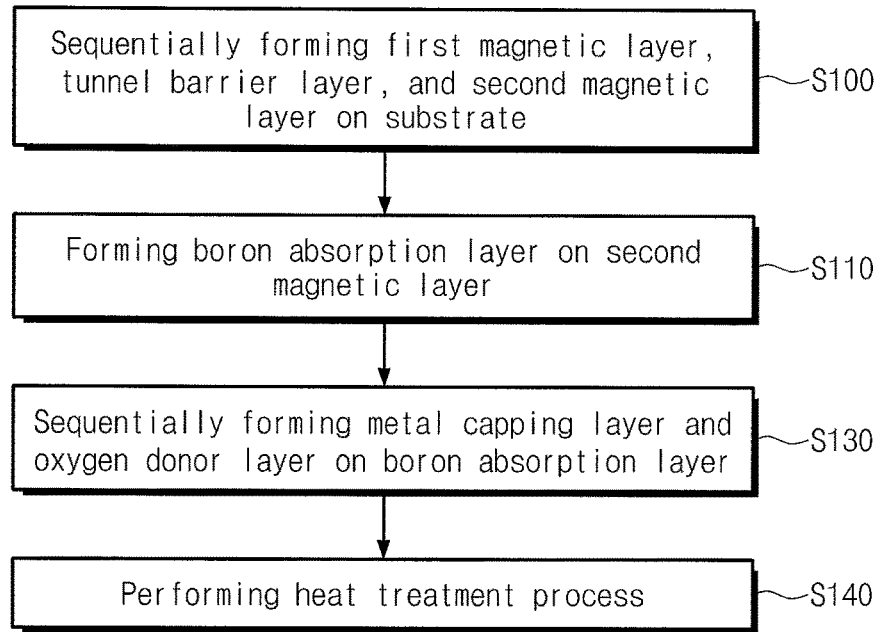 Sequentially forming first magnetic layer,
tunnel barrier layer, and second magnetic
layer on substrate
S100
Forming boron absorption layer on second
magnetic layer
S110
Sequentially forming metal capping layer and
oxygen donor layer on boron absorption layer
S130
Performing heat treatment process
S140